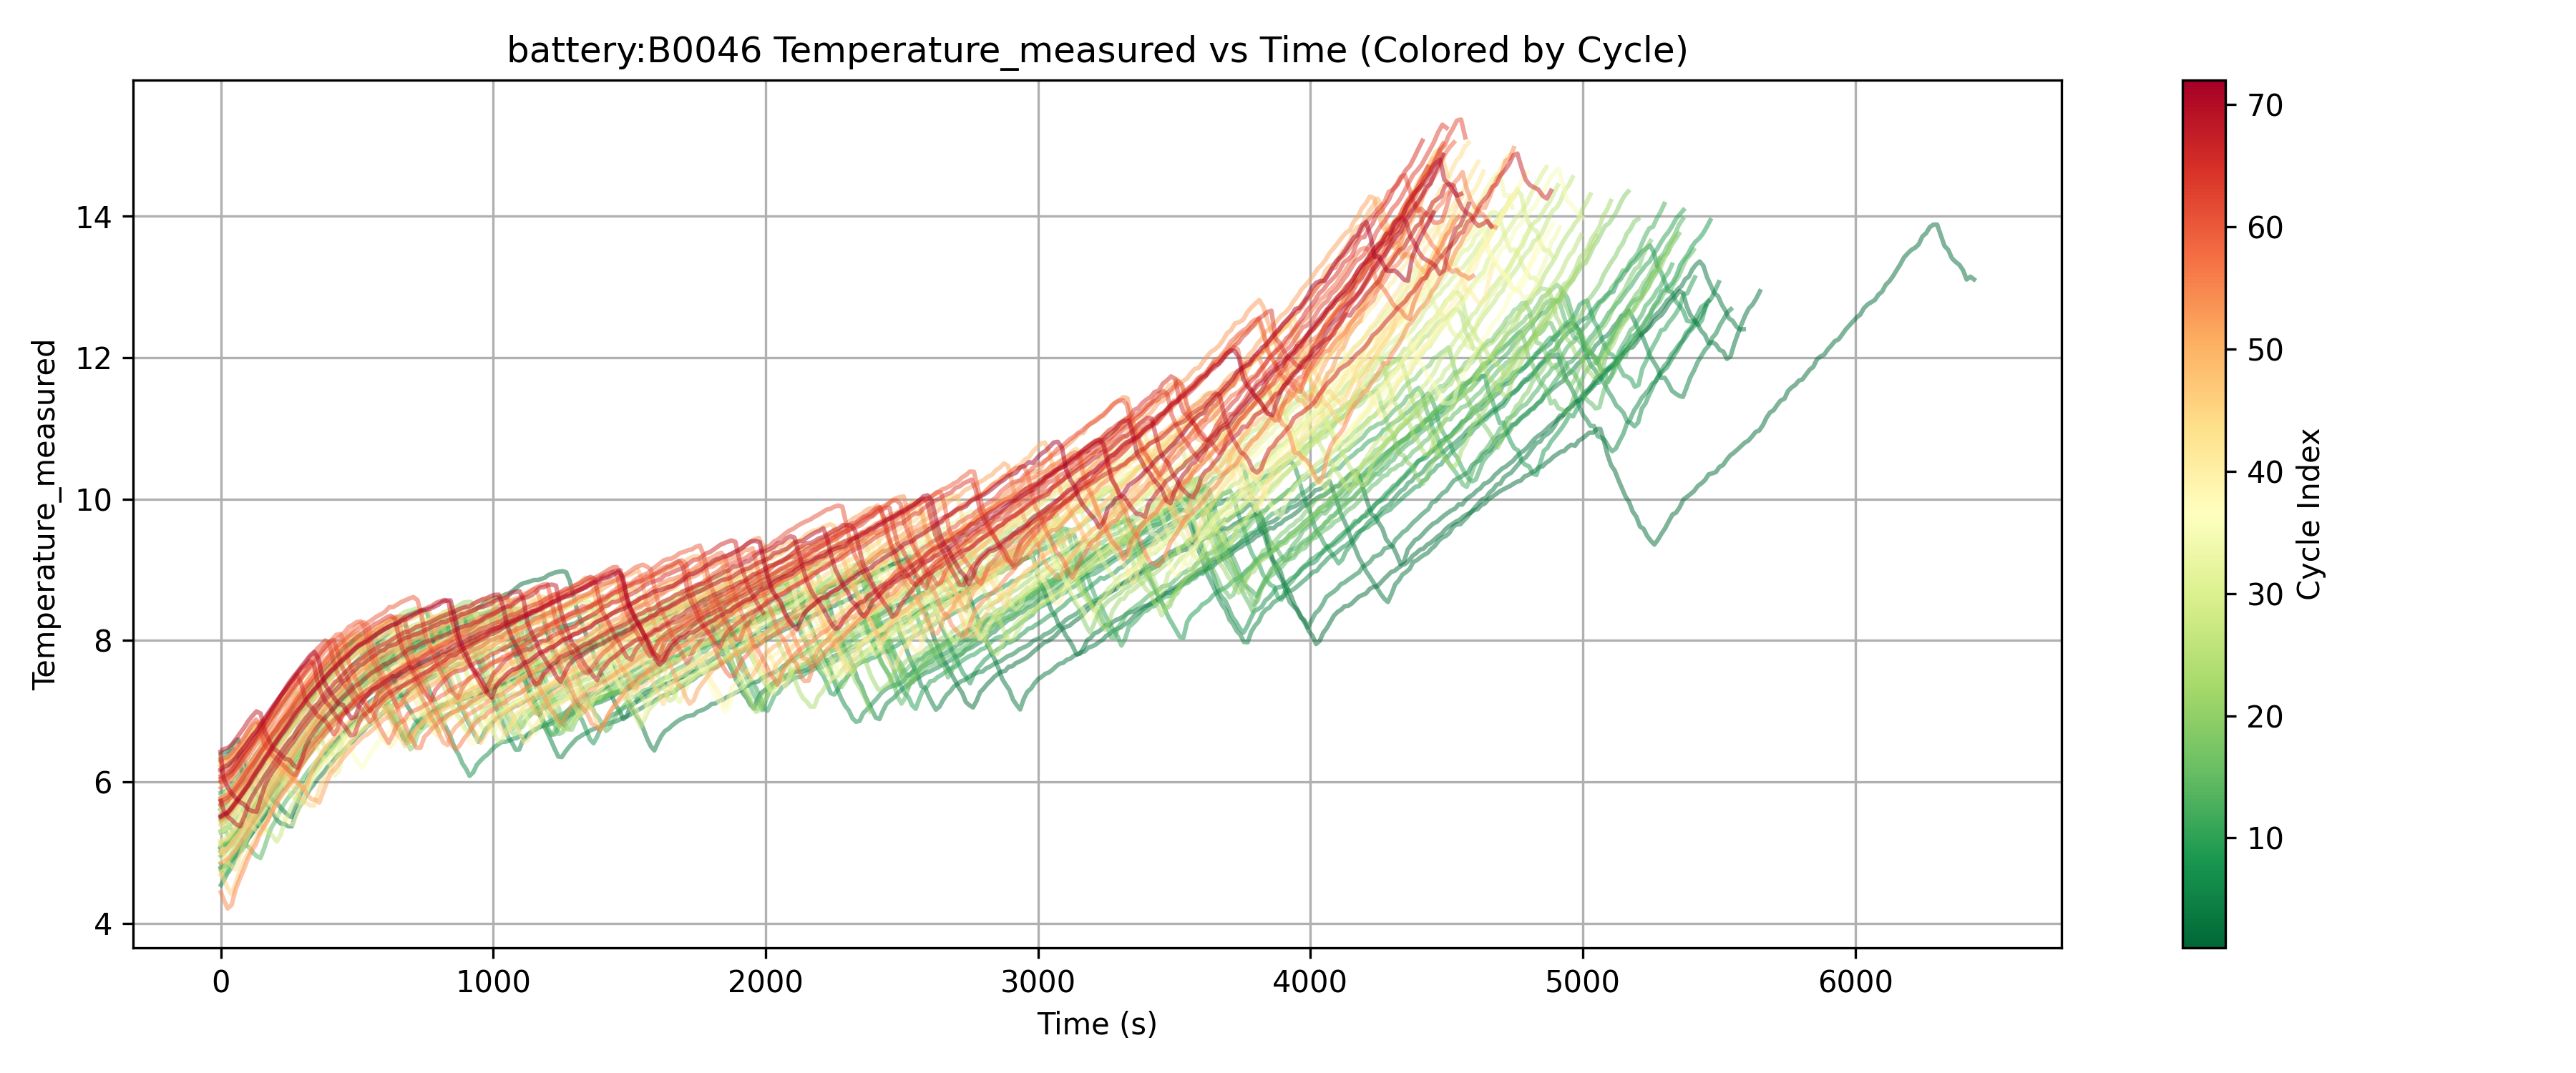 battery:B0046 Temperature_measured vs Time (Colored by Cycle)
Temperature_measured
14
12
10
8
6
4
0 1000 2000 3000 4000 5000 6000
Time (s)
70
60
50
40
30
20
10
Cycle Index